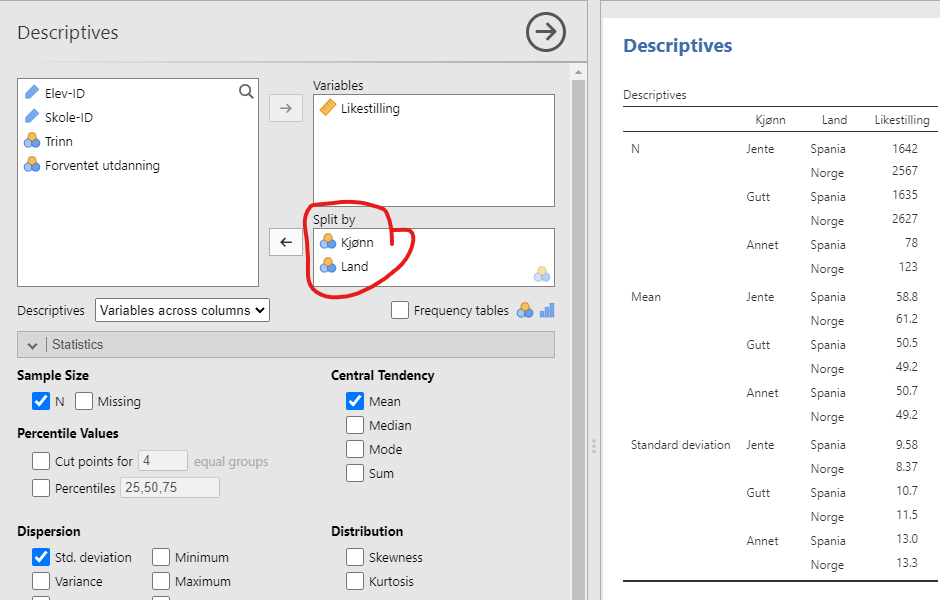 Descriptives
Elev-ID
Skole-ID
Trinn
Forventet utdanning
Variables
Likestilling
Split by
Kjønn
Land
Descriptives Variables across columns Frequency tables
Statistics
Sample Size
N Missing
Percentile Values
Cut points for 4 equal groups
Percentiles 25,50,75
Dispersion
Std. deviation Minimum
Variance Maximum
Central Tendency
Mean
Median
Mode
Sum
Distribution
Skewness
Kurtosis
Descriptives
Descriptives
Kjønn Land Likestilling
N Jente Spania 1642
Norge 2567
Gutt Spania 1635
Norge 2627
Annet Spania 78
Norge 123
Mean Jente Spania 58.8
Norge 61.2
Gutt Spania 50.5
Norge 49.2
Annet Spania 50.7
Norge 49.2
Standard deviation Jente Spania 9.58
Norge 8.37
Gutt Spania 10.7
Norge 11.5
Annet Spania 13.0
Norge 13.3